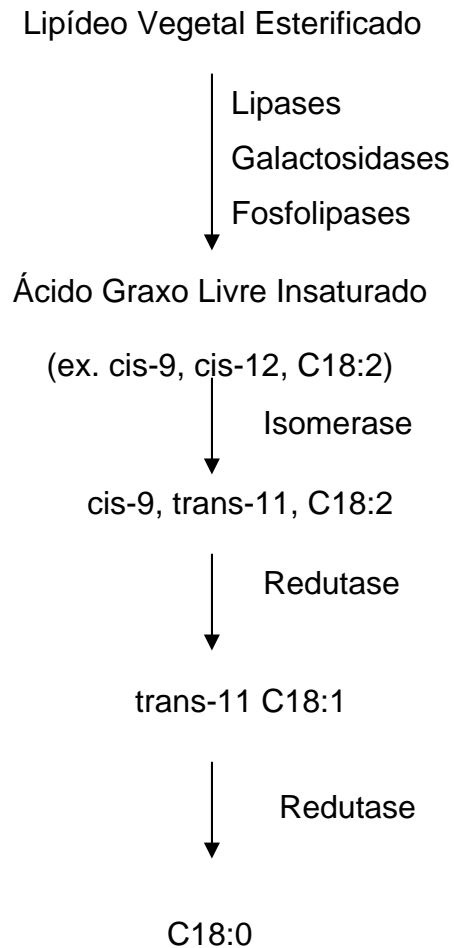 Lipídeo Vegetal Esterificado
Lipases
Galactosidases
Fosfolipases
Ácido Graxo Livre Insaturado
(ex. cis-9, cis-12, C18:2)
Isomerase
cis-9, trans-11, C18:2
Redutase
trans-11 C18:1
Redutase
C18:0